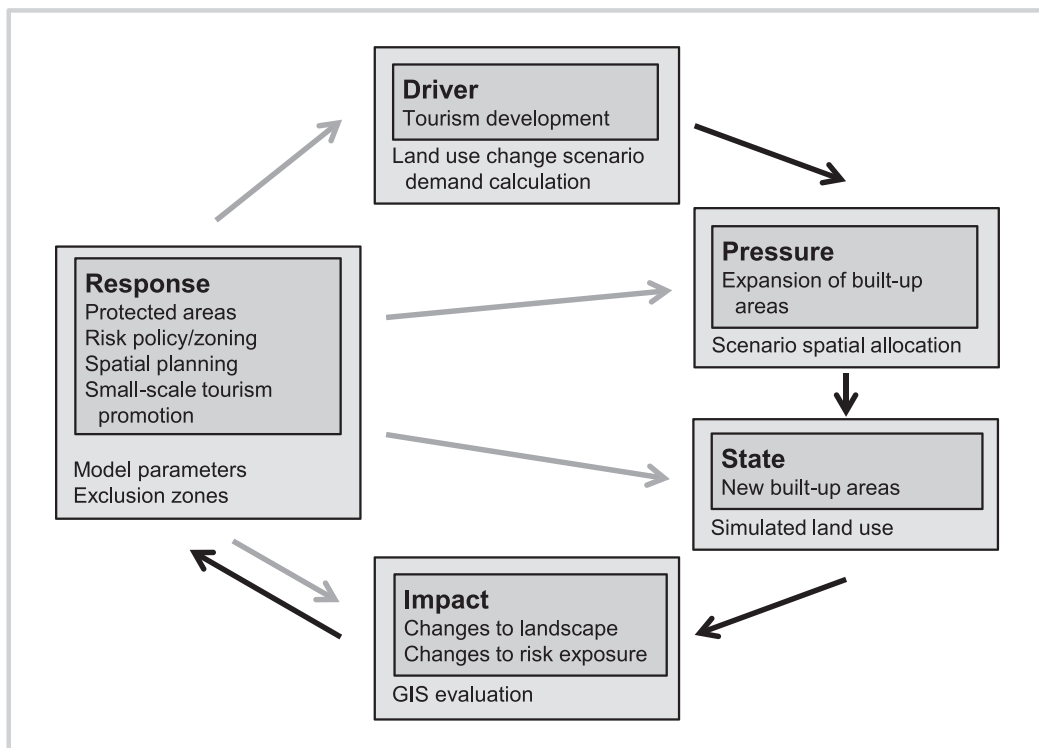 Driver
Tourism development
Land use change scenario
demand calculation
Pressure
Expansion of built-up
areas
Scenario spatial allocation
Response
Protected areas
Risk policy/zoning
Spatial planning
Small-scale tourism
promotion
Model parameters
Exclusion zones
State
New built-up areas
Simulated land use
Impact
Changes to landscape
Changes to risk exposure
GIS evaluation